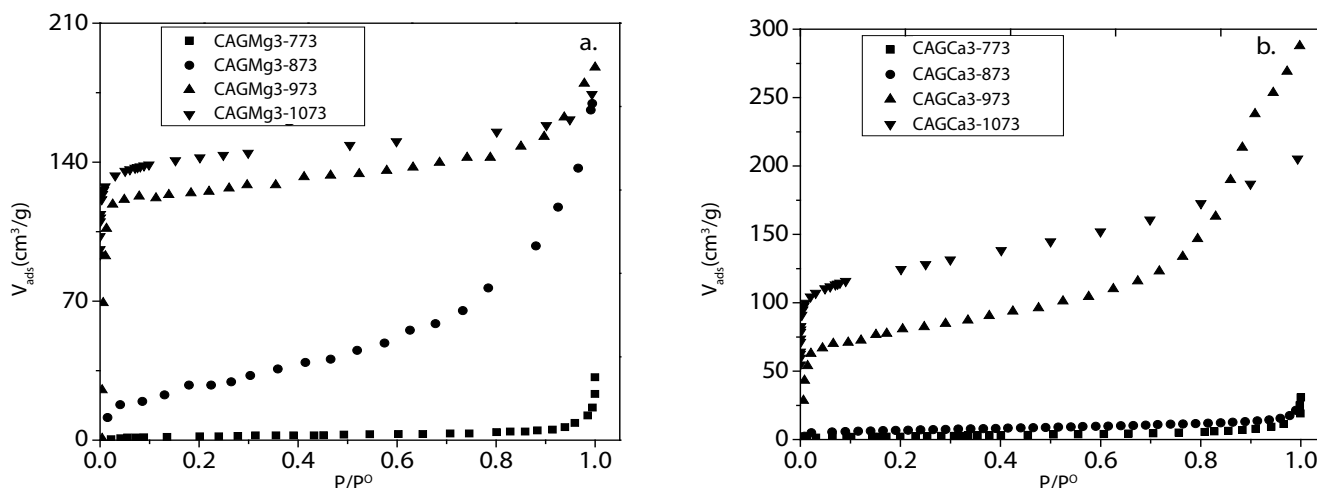 a.
CAGMg3-773
CAGMg3-873
CAGMg3-973
CAGMg3-1073
210
140
70
0
V_ads(cm³/g)
0.0 0.2 0.4 0.6 0.8 1.0
P/P⁰
b.
CAGCa3-773
CAGCa3-873
CAGCa3-973
CAGCa3-1073
300
250
200
150
100
50
0
V_ads(cm³/g)
0.0 0.2 0.4 0.6 0.8 1.0
P/P⁰